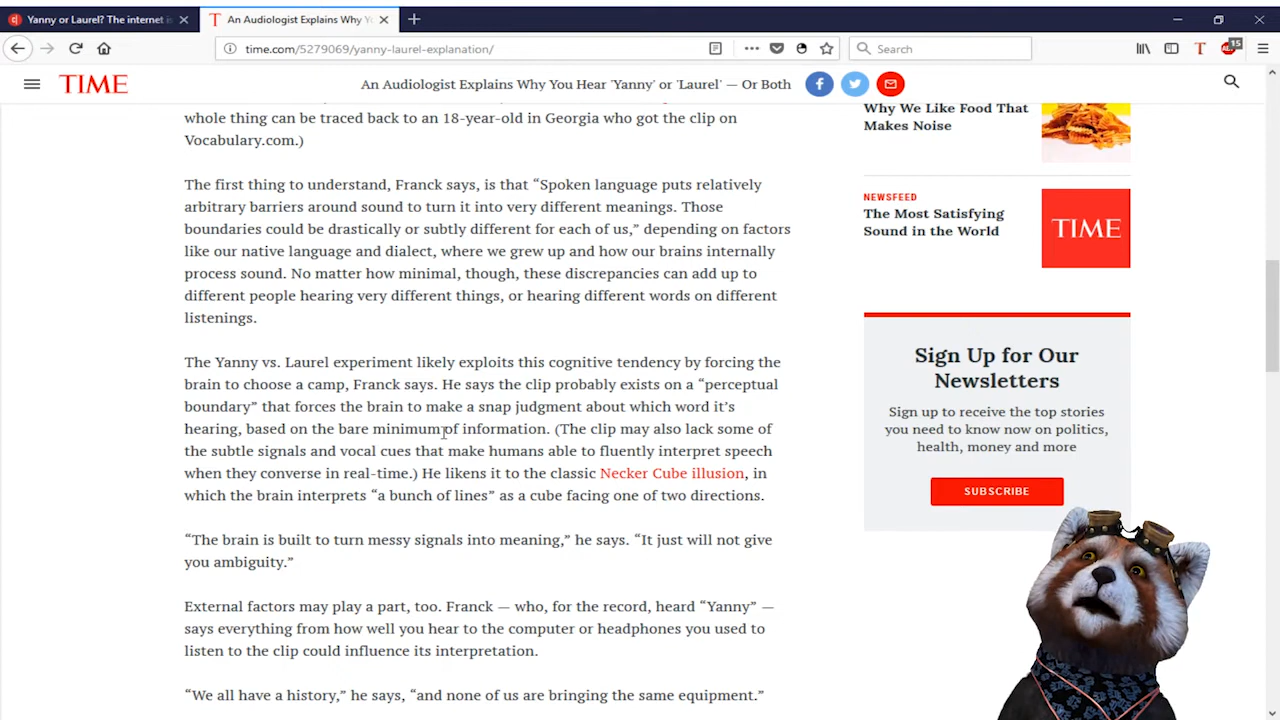 Yanny or Laurel? The internet is
An Audiologist Explains Why Yo
time.com/5279069/yanny-laurel-explanation/
Search
15
TIME
An Audiologist Explains Why You Hear 'Yanny' or 'Laurel' — Or Both
whole thing can be traced back to an 18-year-old in Georgia who got the clip on
Vocabulary.com.)
The first thing to understand, Franck says, is that “Spoken language puts relatively
arbitrary barriers around sound to turn it into very different meanings. Those
boundaries could be drastically or subtly different for each of us,” depending on factors
like our native language and dialect, where we grew up and how our brains internally
process sound. No matter how minimal, though, these discrepancies can add up to
different people hearing very different things, or hearing different words on different
listenings.
The Yanny vs. Laurel experiment likely exploits this cognitive tendency by forcing the
brain to choose a camp, Franck says. He says the clip probably exists on a “perceptual
boundary” that forces the brain to make a snap judgment about which word it’s
hearing, based on the bare minimum of information. (The clip may also lack some of
the subtle signals and vocal cues that make humans able to fluently interpret speech
when they converse in real-time.) He likens it to the classic Necker Cube illusion, in
which the brain interprets “a bunch of lines” as a cube facing one of two directions.
“The brain is built to turn messy signals into meaning,” he says. “It just will not give
you ambiguity.”
External factors may play a part, too. Franck — who, for the record, heard “Yanny” —
says everything from how well you hear to the computer or headphones you used to
listen to the clip could influence its interpretation.
“We all have a history,” he says, “and none of us are bringing the same equipment.”
Why We Like Food That
Makes Noise
NEWSFEED
The Most Satisfying
Sound in the World
TIME
Sign Up for Our
Newsletters
Sign up to receive the top stories
you need to know now on politics,
health, money and more
SUBSCRIBE